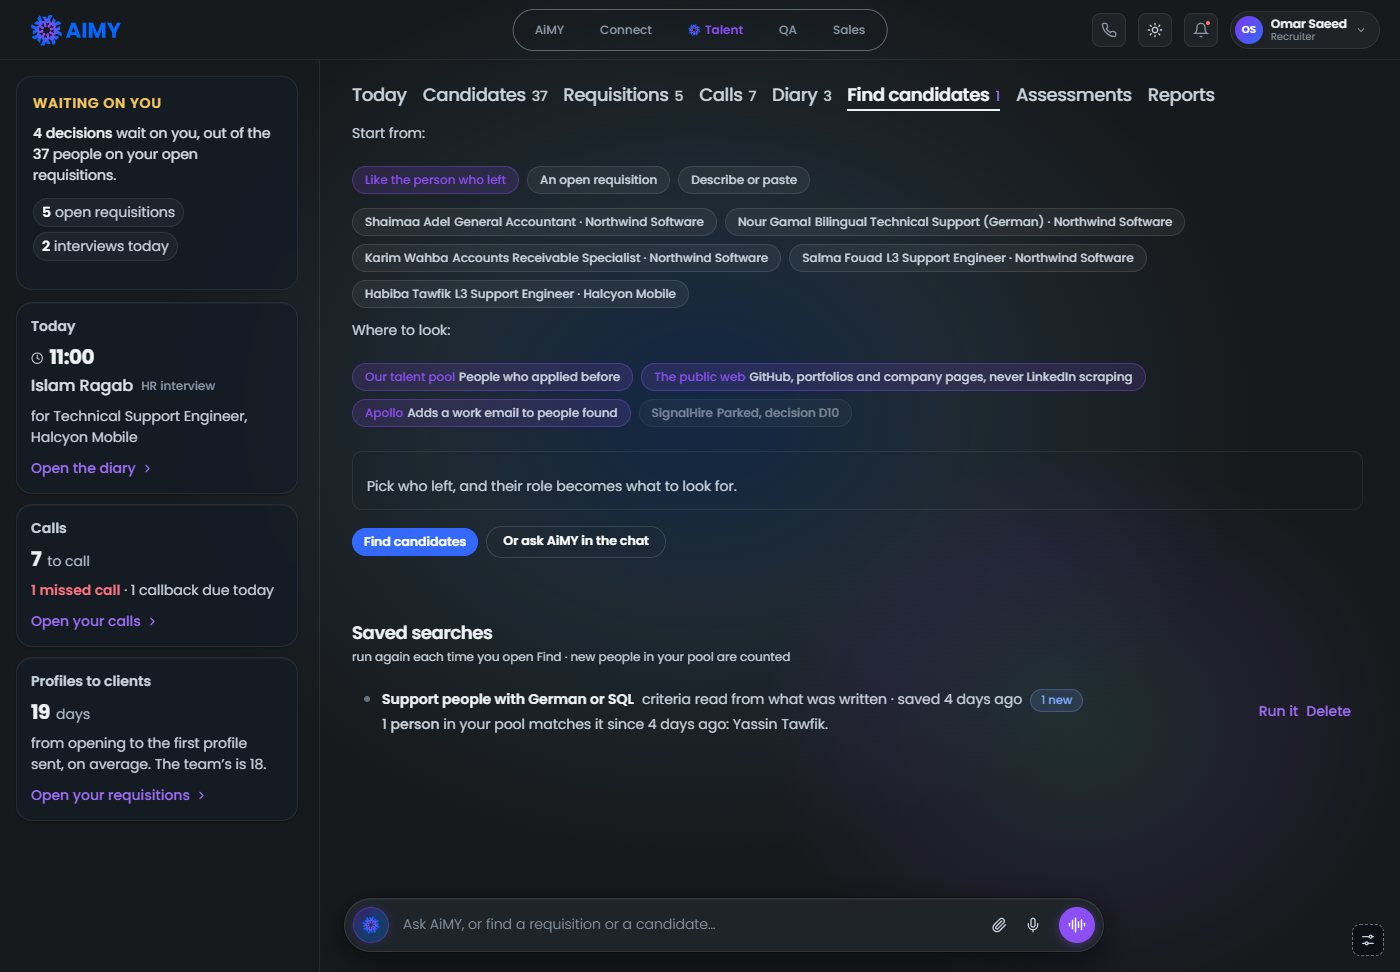 AIMY
AiMY
Connect
Talent
QA
Sales
OS
Omar Saeed
Recruiter
WAITING ON YOU
4 decisions wait on you, out of the
37 people on your open
requisitions.
5 open requisitions
2 interviews today
Today
11:00
Islam Ragab HR interview
for Technical Support Engineer,
Halcyon Mobile
Open the diary
Calls
7 to call
1 missed call · 1 callback due today
Open your calls
Profiles to clients
19 days
from opening to the first profile
sent, on average. The team's is 18.
Open your requisitions
Today Candidates 37 Requisitions 5 Calls 7 Diary 3 Find candidates 1 Assessments Reports
Start from:
Like the person who left
An open requisition
Describe or paste
Shaimaa Adel General Accountant · Northwind Software
Nour Gamal Bilingual Technical Support (German) · Northwind Software
Karim Wahba Accounts Receivable Specialist · Northwind Software
Salma Fouad L3 Support Engineer · Northwind Software
Habiba Tawfik L3 Support Engineer · Halcyon Mobile
Where to look:
Our talent pool People who applied before
The public web GitHub, portfolios and company pages, never LinkedIn scraping
Apollo Adds a work email to people found
SignalHire Parked, decision D10
Pick who left, and their role becomes what to look for.
Find candidates
Or ask AiMY in the chat
Saved searches
run again each time you open Find · new people in your pool are counted
Support people with German or SQL criteria read from what was written · saved 4 days ago 1 new
1 person in your pool matches it since 4 days ago: Yassin Tawfik.
Run it Delete
Ask AiMY, or find a requisition or a candidate...